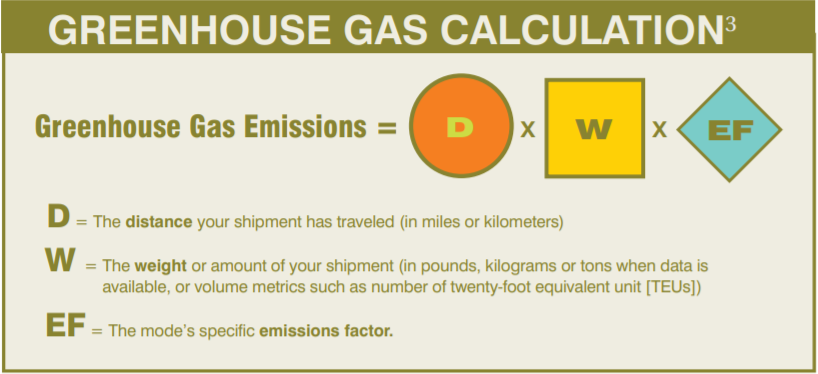 GREENHOUSE GAS CALCULATION³
Greenhouse Gas Emissions = D x W x EF
D = The distance your shipment has traveled (in miles or kilometers)
W = The weight or amount of your shipment (in pounds, kilograms or tons when data is
available, or volume metrics such as number of twenty-foot equivalent unit [TEUs])
EF = The mode's specific emissions factor.